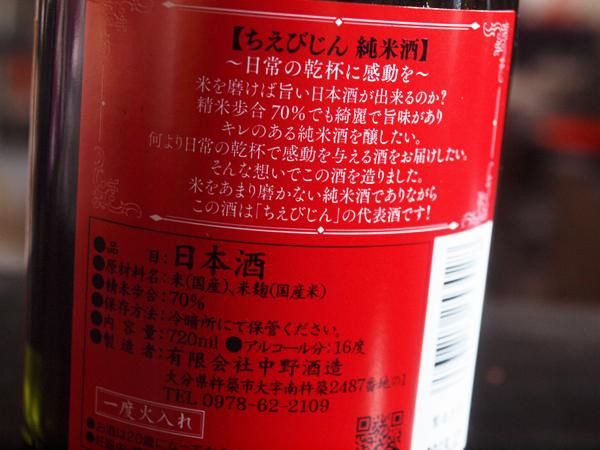 【ちえびじん 純米酒】
～日常の乾杯に感動を～
米を磨けば旨い日本酒が出来るのか?
精米歩合 70%でも綺麗で旨味があり
キレのある純米酒を醸したい。
何より日常の乾杯で感動を与える酒をお届けしたい。
そんな想いでこの酒を造りました。
米をあまり磨かない純米酒でありながら
この酒は「ちえびじん」の代表酒です!
●品 目：日本酒
●原材料名：米(国産)、米麹(国産米)
●精米歩合：70%
●保存方法：冷暗所にて保管ください。
●内 容 量：720ml ●アルコール分：16度
●製 造 者：有限会社中野酒造
大分県杵築市大字南杵築2487番地の1
TEL 0978-62-2109
一度火入れ
●お酒は20歳になって